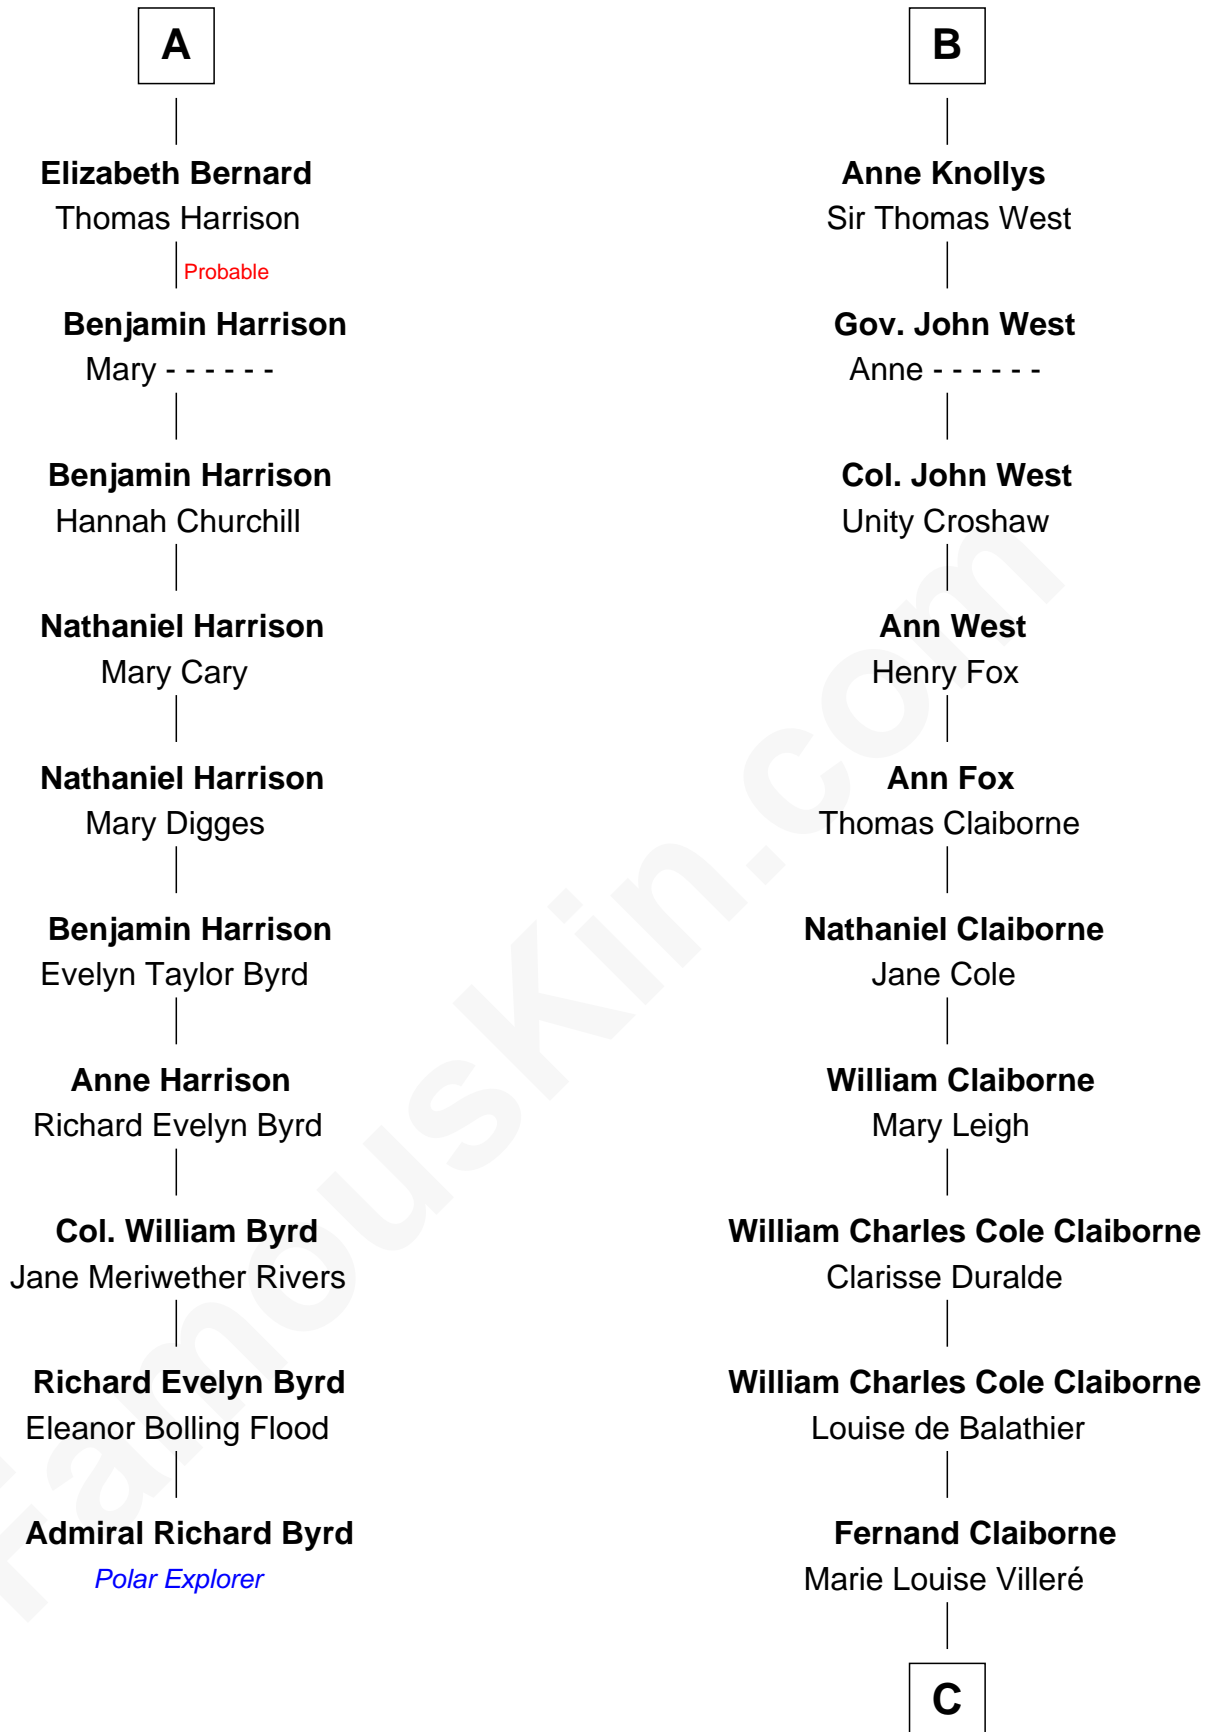 A
Elizabeth Bernard
Thomas Harrison
Probable
Benjamin Harrison
Mary - - - - - -
Benjamin Harrison
Hannah Churchill
Nathaniel Harrison
Mary Cary
Nathaniel Harrison
Mary Digges
Benjamin Harrison
Evelyn Taylor Byrd
Anne Harrison
Richard Evelyn Byrd
Col. William Byrd
Jane Meriwether Rivers
Richard Evelyn Byrd
Eleanor Bolling Flood
Admiral Richard Byrd
Polar Explorer
B
Anne Knollys
Sir Thomas West
Gov. John West
Anne - - - - - -
Col. John West
Unity Croshaw
Ann West
Henry Fox
Ann Fox
Thomas Claiborne
Nathaniel Claiborne
Jane Cole
William Claiborne
Mary Leigh
William Charles Cole Claiborne
Clarisse Duralde
William Charles Cole Claiborne
Louise de Balathier
Fernand Claiborne
Marie Louise Villeré
C
FamousKin.com